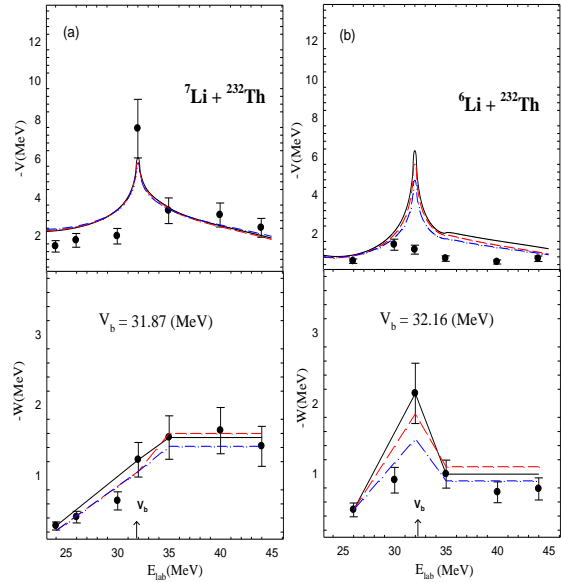 (a)
⁷Li + ²³²Th
-V(MeV)
14
12
10
8
6
4
2
(b)
⁶Li + ²³²Th
-V(MeV)
14
12
10
8
6
4
2
V_b = 31.87 (MeV)
-W(MeV)
3
2
1
V_b
25 30 35 40 45
E_lab(MeV)
V_b = 32.16 (MeV)
-W(MeV)
3
2
1
V_b
25 30 35 40 45
E_lab(MeV)